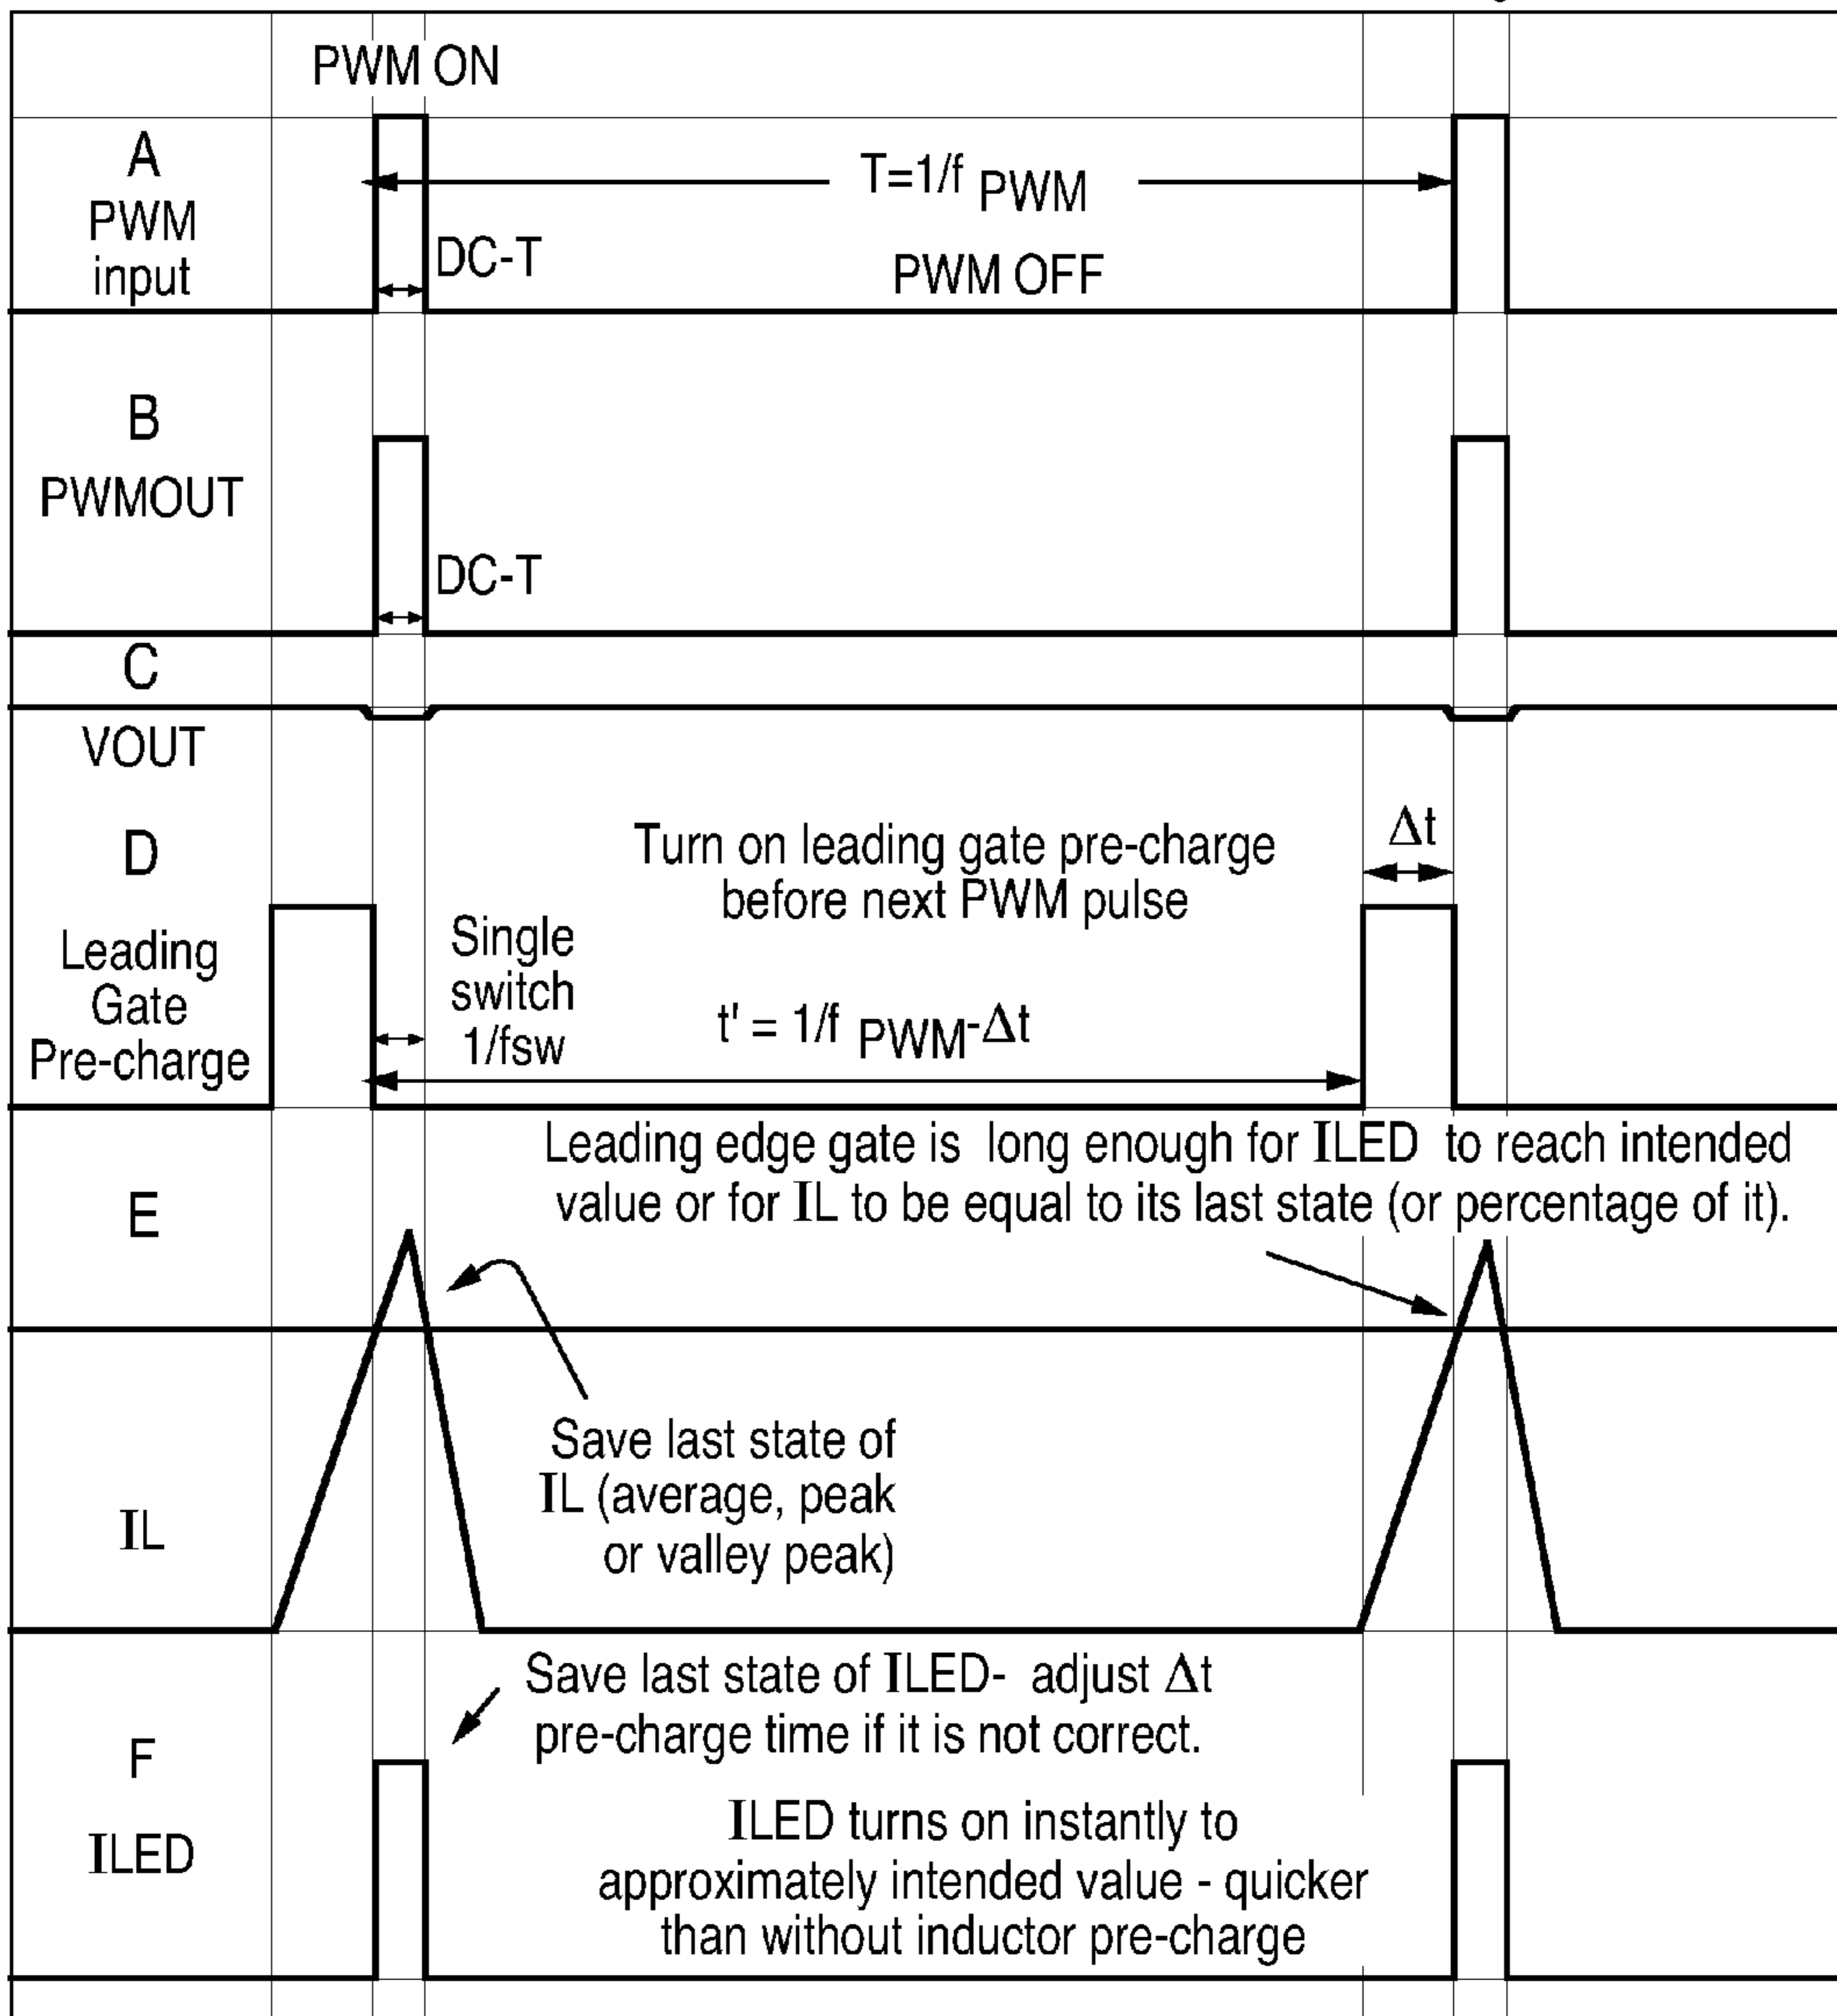 PWM ON
A
PWM
input
T=1/f PWM
DC-T
PWM OFF
B
PWMOUT
DC-T
C
VOUT
D
Leading
Gate
Pre-charge
Turn on leading gate pre-charge
before next PWM pulse
Δt
Single
switch
1/fsw
t' = 1/f PWM-Δt
Leading edge gate is long enough for ILED to reach intended
value or for IL to be equal to its last state (or percentage of it).
E
IL
Save last state of
IL (average, peak
or valley peak)
Save last state of ILED- adjust Δt
pre-charge time if it is not correct.
F
ILED
ILED turns on instantly to
approximately intended value - quicker
than without inductor pre-charge